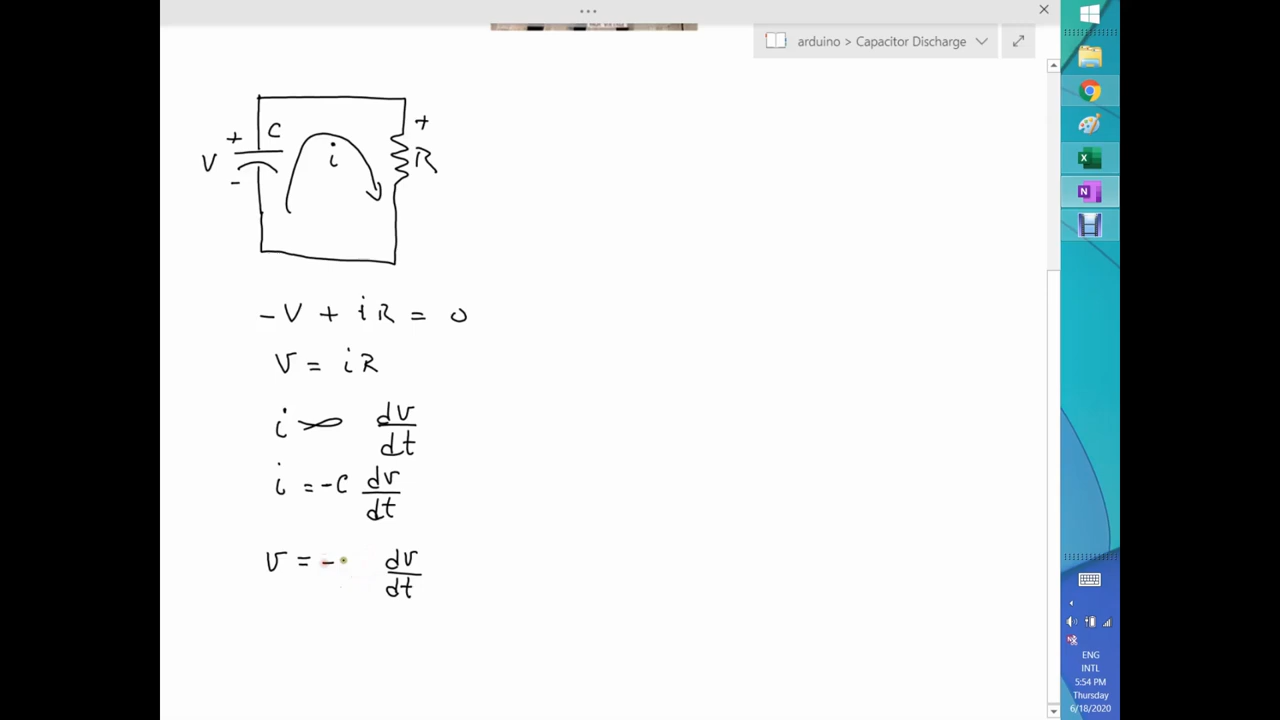 arduino > Capacitor Discharge
+
C
V
-
i
+
R
-V + iR = 0
V = iR
i ∝ dv/dt
i = -C dv/dt
V = - dv/dt
ENG
INTL
5:54 PM
Thursday
6/18/2020